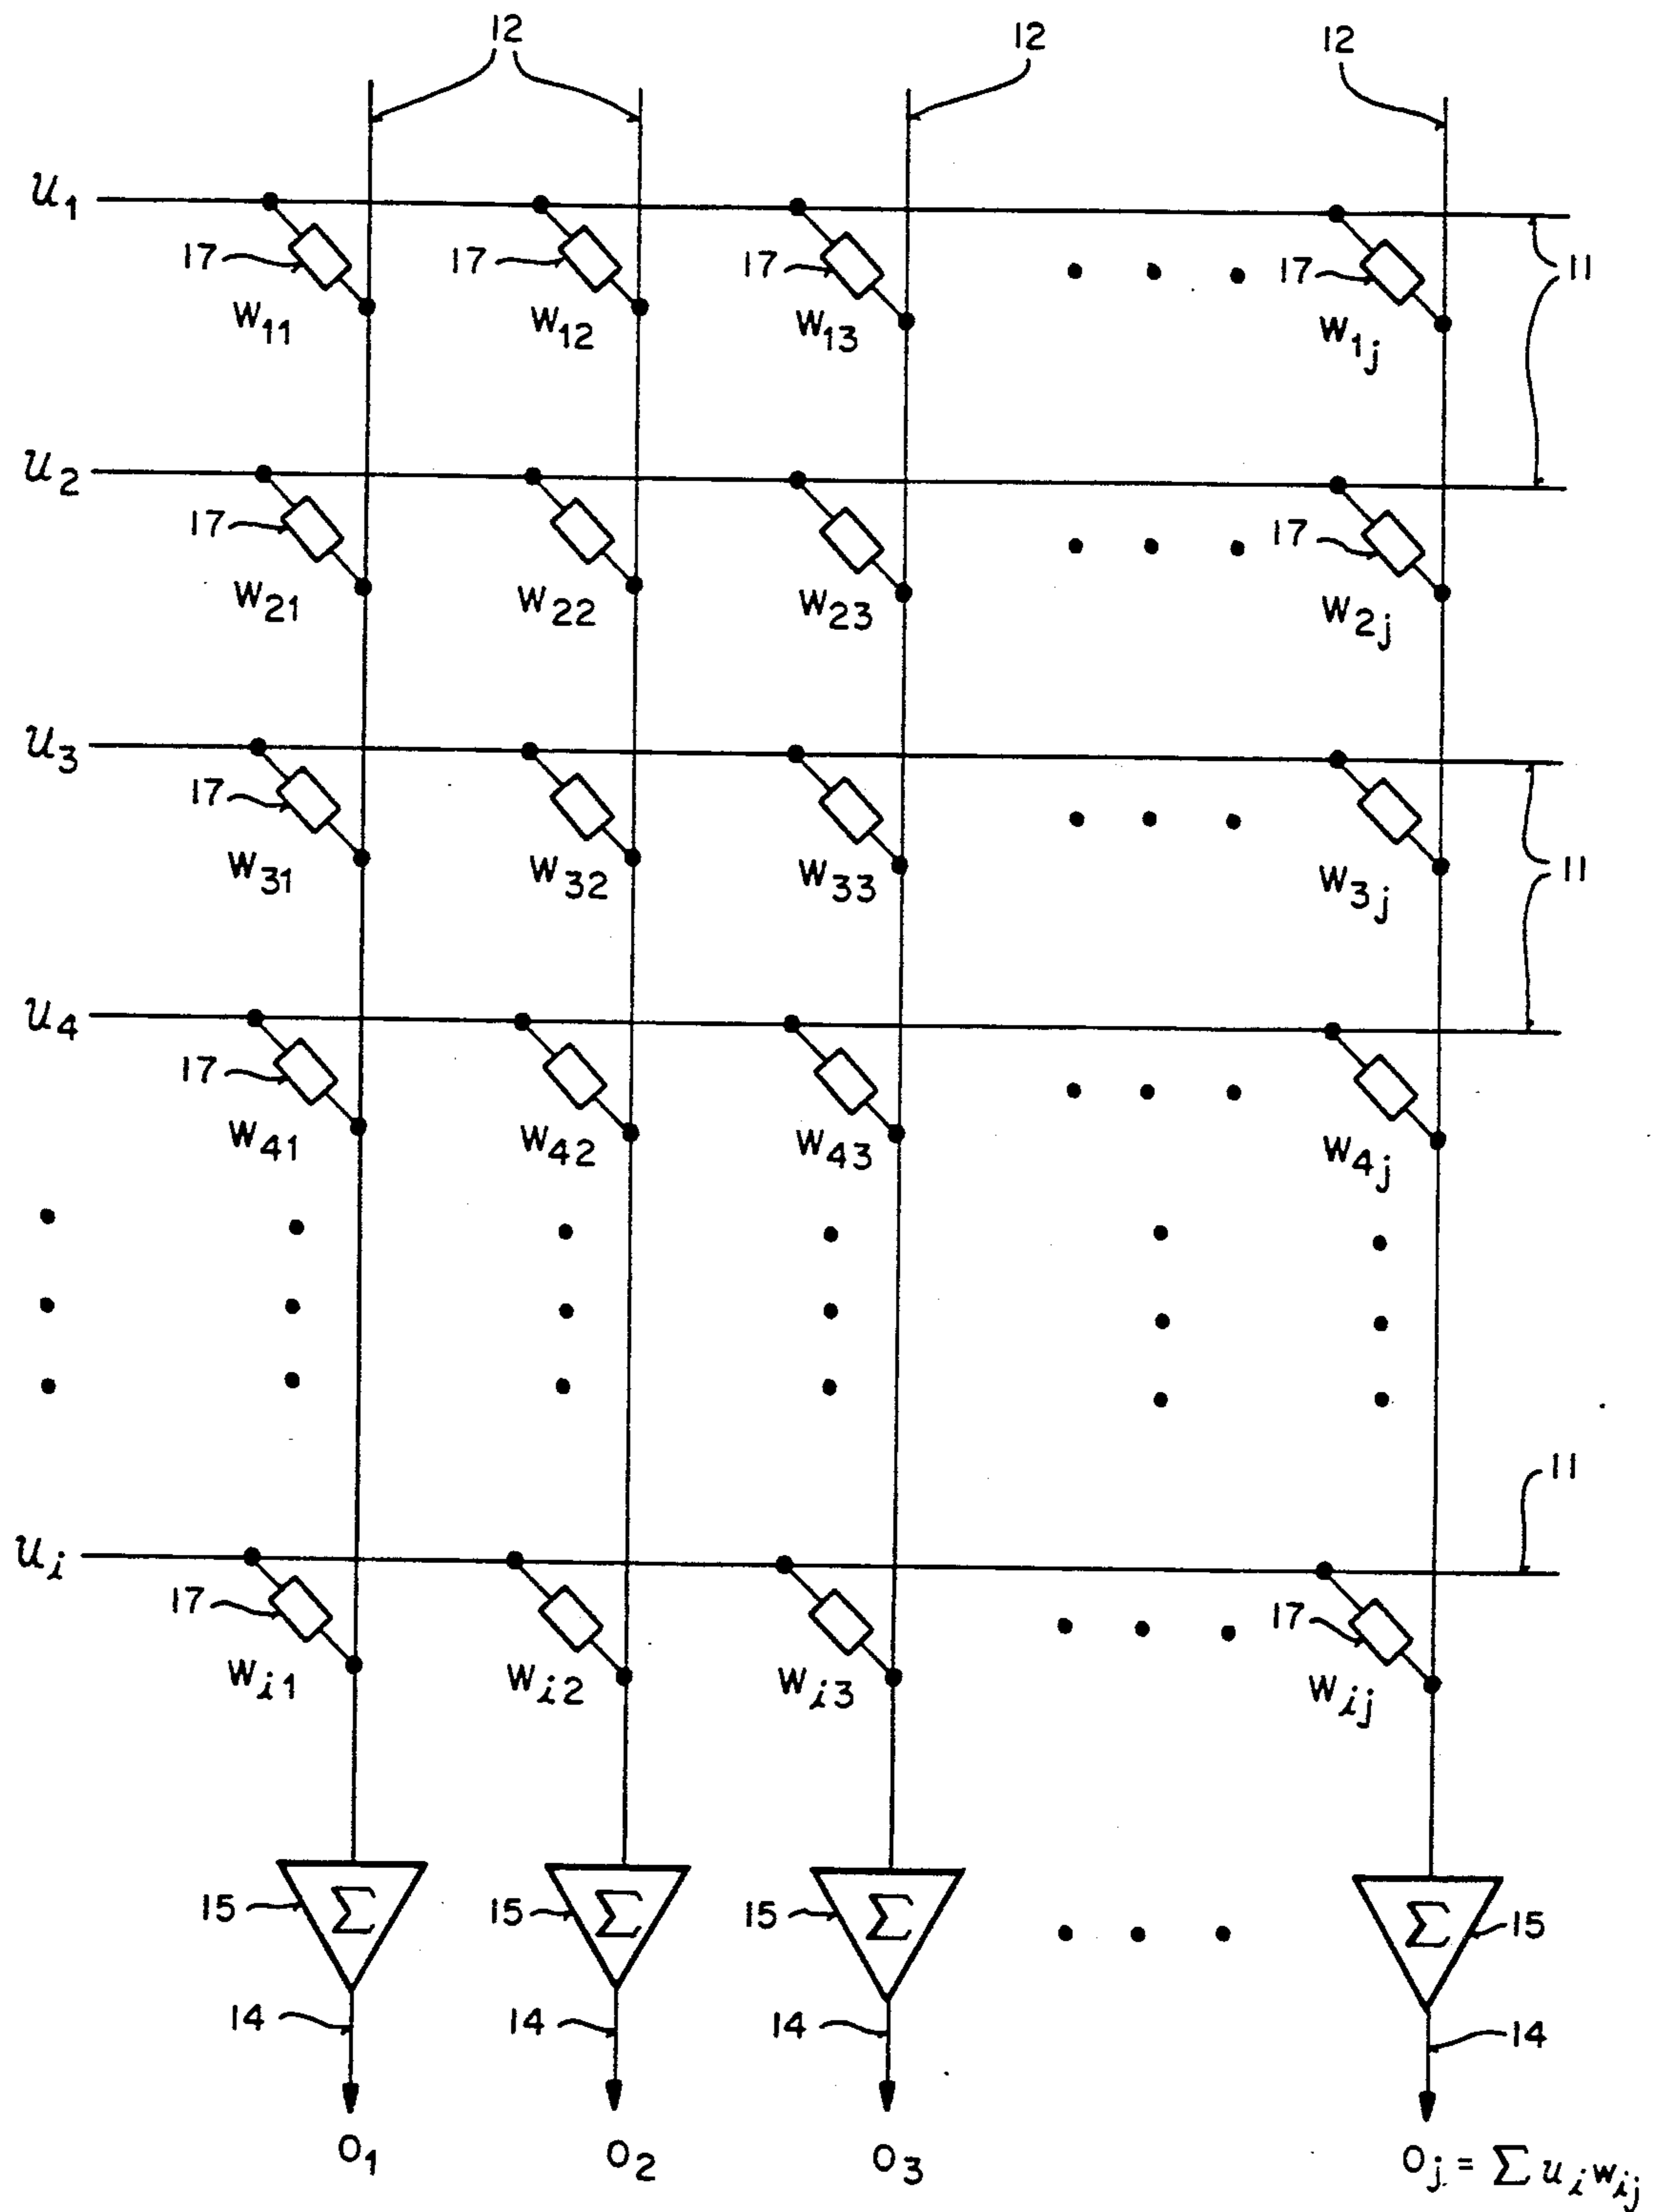 12 12 12
u1
17 17 17 17 11
W11 W12 W13 W1j
u2
17 17
W21 W22 W23 W2j
u3
17
W31 W32 W33 W3j 11
u4
17
W41 W42 W43 W4j
11
ui
17 17
Wi1 Wi2 Wi3 Wij
Σ Σ Σ Σ
15 15 15 15
14 14 14 14
O1 O2 O3 Oj = Σ ui wij